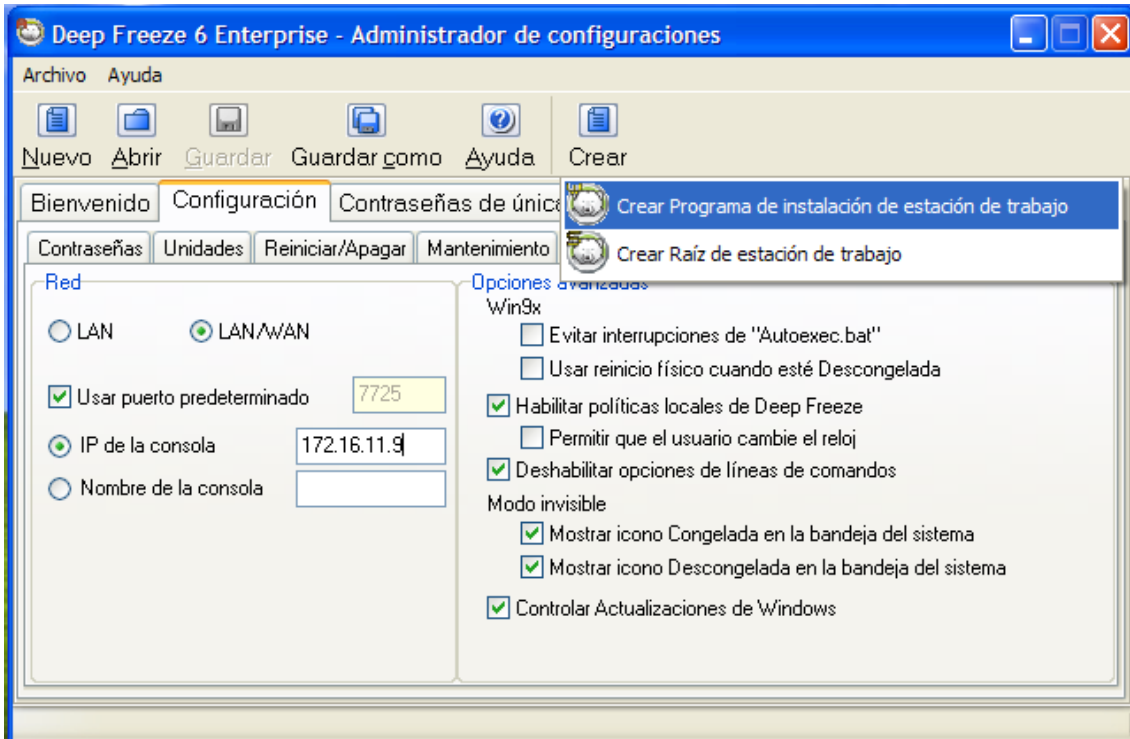 Deep Freeze 6 Enterprise - Administrador de configuraciones
Archivo Ayuda
Nuevo Abrir Guardar Guardar como Ayuda Crear
Bienvenido Configuración Contraseñas de únic
Crear Programa de instalación de estación de trabajo
Crear Raíz de estación de trabajo
Contraseñas Unidades Reiniciar/Apagar Mantenimiento
Red
LAN LAN/WAN
Usar puerto predeterminado 7725
IP de la consola 172.16.11.9
Nombre de la consola
Opciones avanzadas
Win9x
Evitar interrupciones de "Autoexec.bat"
Usar reinicio físico cuando esté Descongelada
Habilitar políticas locales de Deep Freeze
Permitir que el usuario cambie el reloj
Deshabilitar opciones de líneas de comandos
Modo invisible
Mostrar icono Congelada en la bandeja del sistema
Mostrar icono Descongelada en la bandeja del sistema
Controlar Actualizaciones de Windows